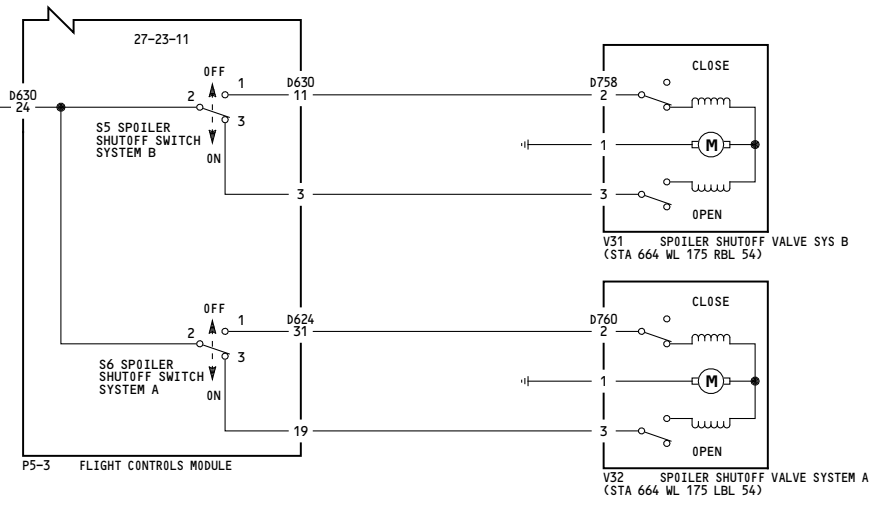 27-23-11
OFF
1
D630
24
2
3
S5 SPOILER
SHUTOFF SWITCH
SYSTEM B
ON
D630
11
3
D758
2
1
3
CLOSE
M
OPEN
V31 SPOILER SHUTOFF VALVE SYS B
(STA 664 WL 175 RBL 54)
OFF
1
2
3
S6 SPOILER
SHUTOFF SWITCH
SYSTEM A
ON
D624
31
19
D760
2
1
3
CLOSE
M
OPEN
P5-3 FLIGHT CONTROLS MODULE
V32 SPOILER SHUTOFF VALVE SYSTEM A
(STA 664 WL 175 LBL 54)